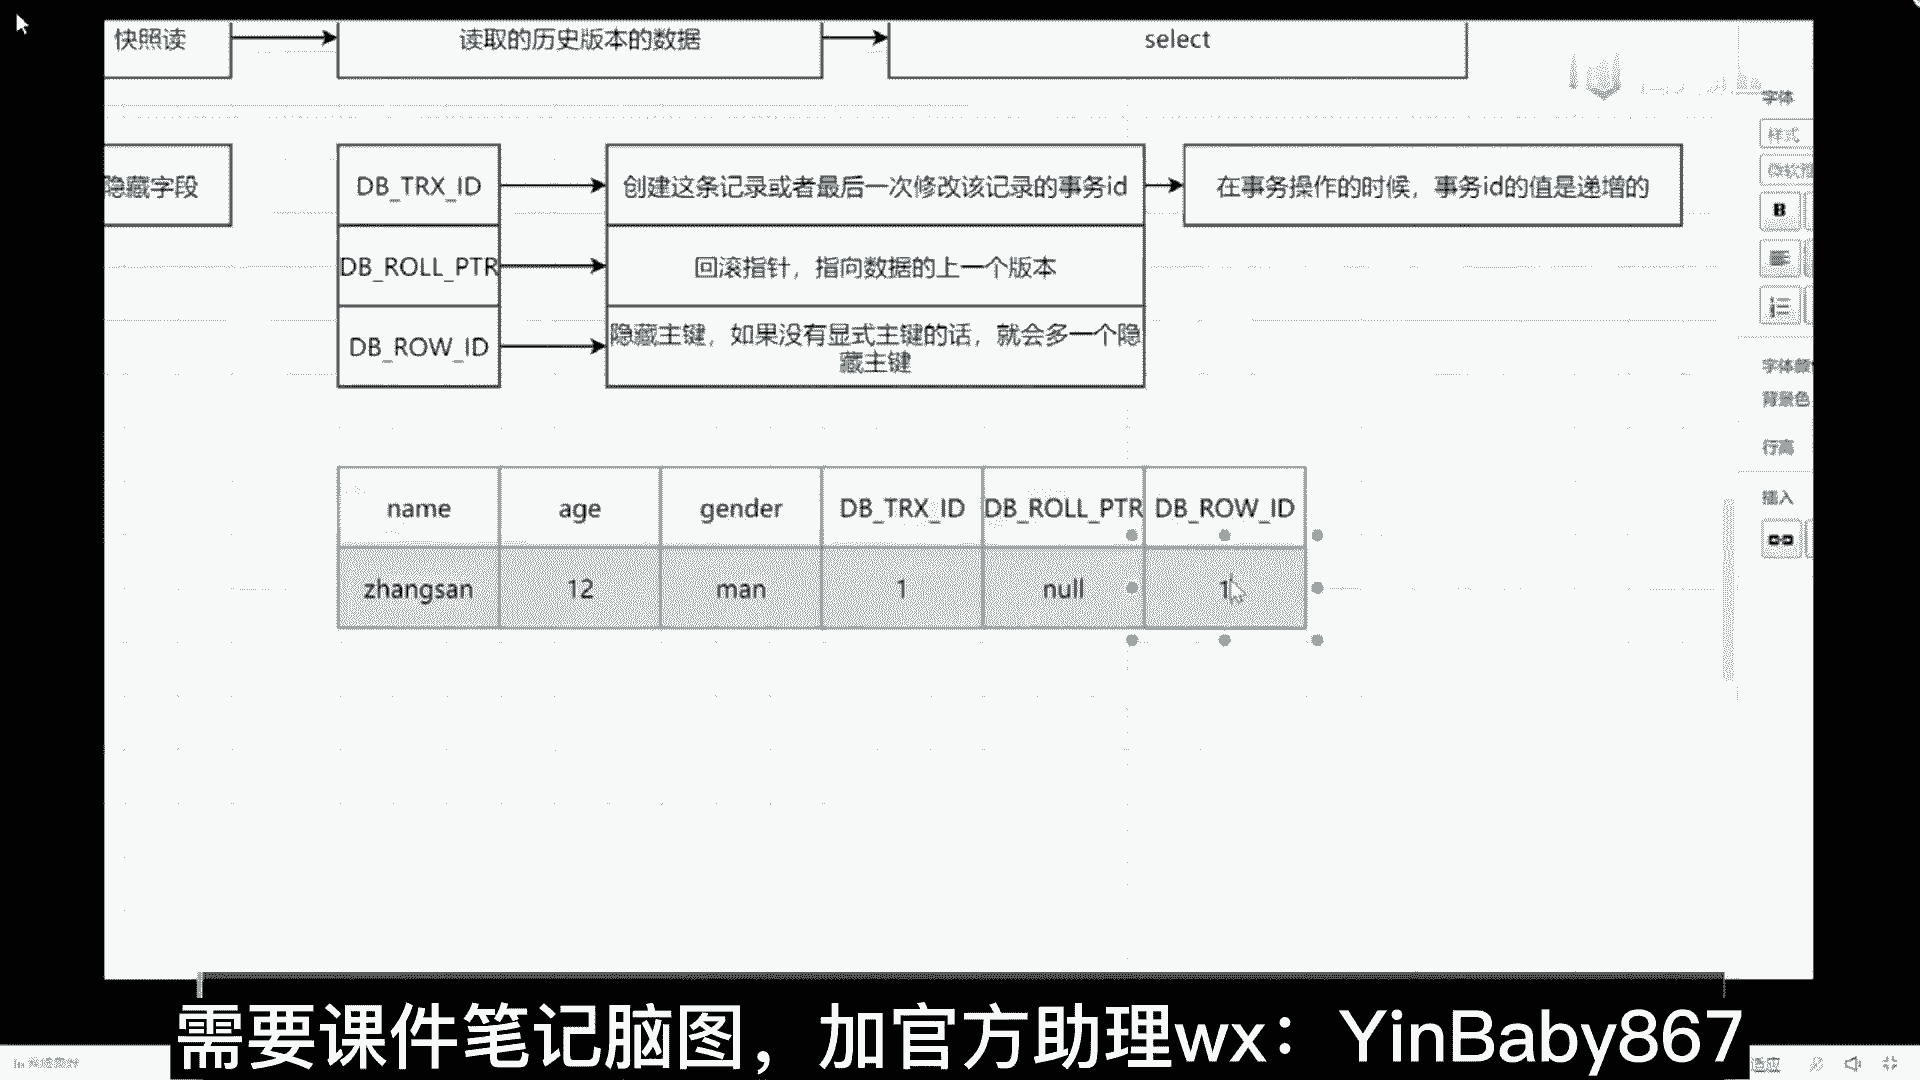 快照读
读取的历史版本的数据
select
字体
样式
隐藏字段
DB_TRX_ID
创建这条记录或者最后一次修改该记录的事务id
在事务操作的时候，事务id的值是递增的
B
DB_ROLL_PTR
回滚指针，指向数据的上一个版本
DB_ROW_ID
隐藏主键，如果没有显式主键的话，就会多一个隐
藏主键
背景色
行高
插入
name age gender DB_TRX_ID DB_ROLL_PTR DB_ROW_ID
zhangsan 12 man 1 null 1
需要课件笔记脑图，加官方助理wx：YinBaby867
适应